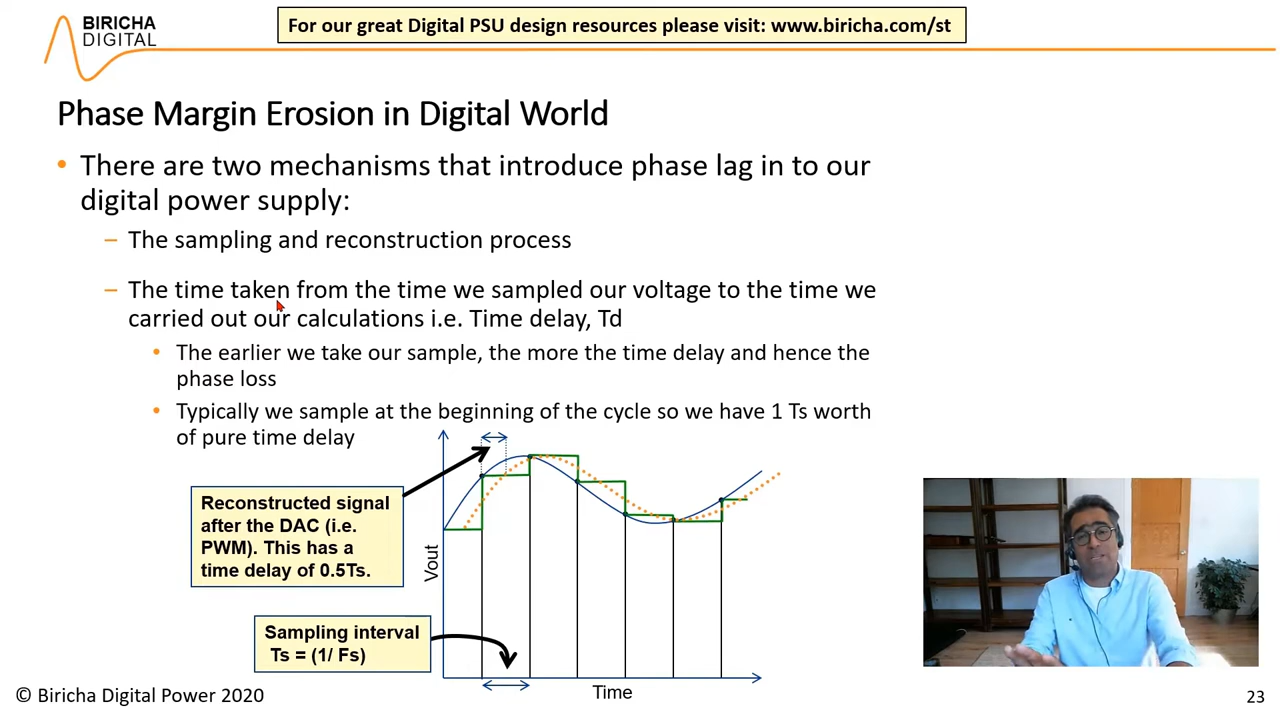 BIRICHA
DIGITAL
For our great Digital PSU design resources please visit: www.biricha.com/st
Phase Margin Erosion in Digital World
• There are two mechanisms that introduce phase lag in to our
digital power supply:
– The sampling and reconstruction process
– The time taken from the time we sampled our voltage to the time we
carried out our calculations i.e. Time delay, Td
• The earlier we take our sample, the more the time delay and hence the
phase loss
• Typically we sample at the beginning of the cycle so we have 1 Ts worth
of pure time delay
Reconstructed signal
after the DAC (i.e.
PWM). This has a
time delay of 0.5Ts.
Vout
Sampling interval
Ts = (1/ Fs)
Time
© Biricha Digital Power 2020
23